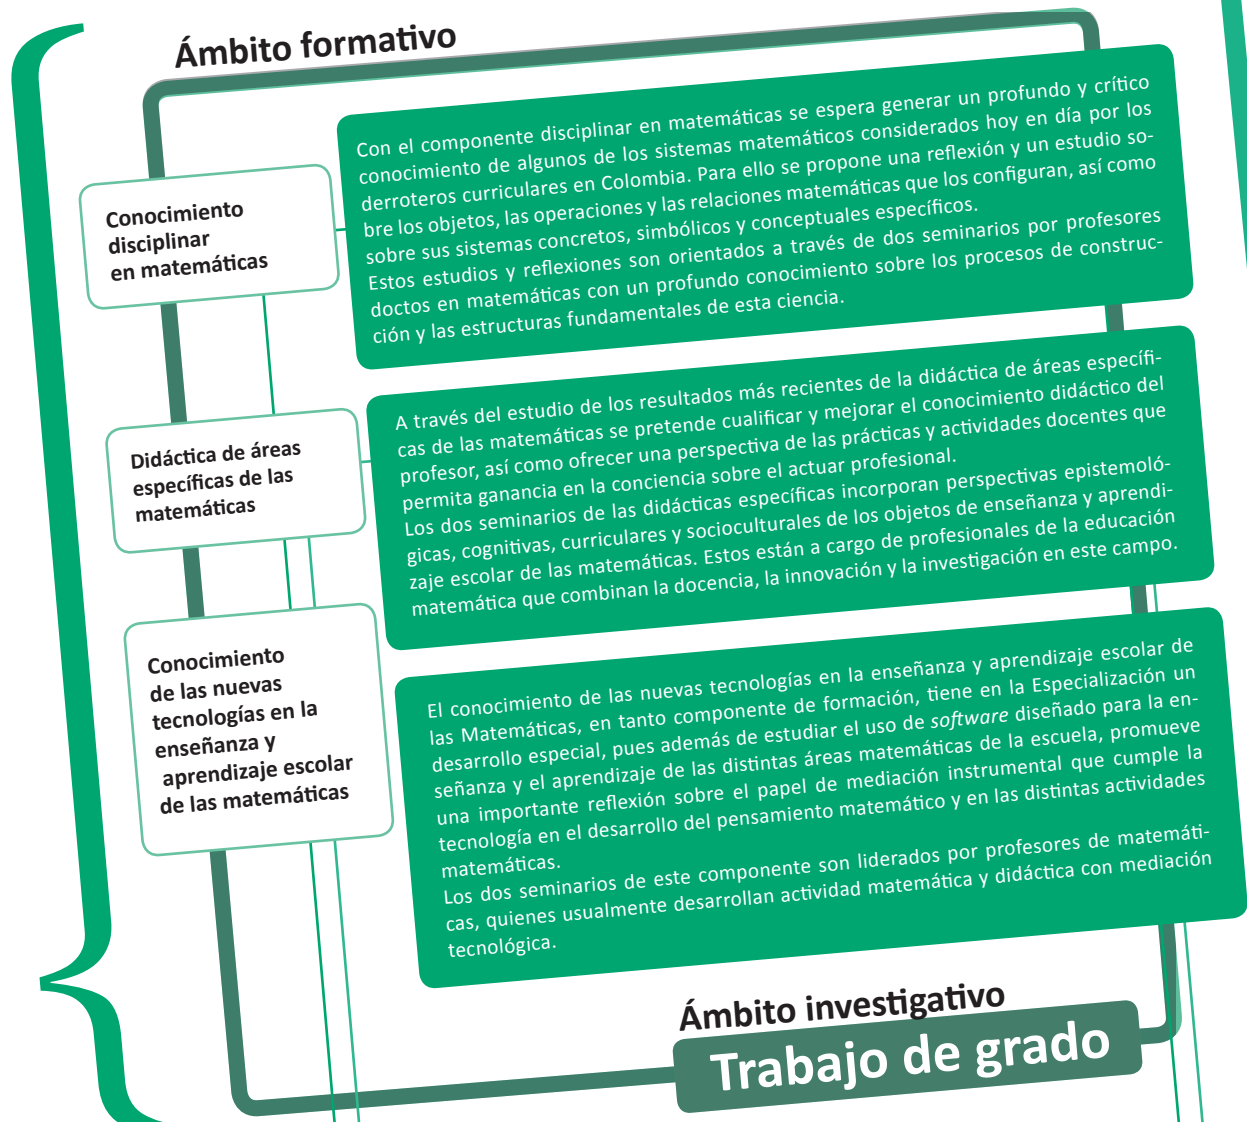 Ámbito formativo
Conocimiento
disciplinar
en matemáticas
Con el componente disciplinar en matemáticas se espera generar un profundo y crítico
conocimiento de algunos de los sistemas matemáticos considerados hoy en día por los
derroteros curriculares en Colombia. Para ello se propone una reflexión y un estudio so-
bre los objetos, las operaciones y las relaciones matemáticas que los configuran, así como
sobre sus sistemas concretos, simbólicos y conceptuales específicos.
Estos estudios y reflexiones son orientados a través de dos seminarios por profesores
doctos en matemáticas con un profundo conocimiento sobre los procesos de construc-
ción y las estructuras fundamentales de esta ciencia.
Didáctica de áreas
específicas de las
matemáticas
A través del estudio de los resultados más recientes de la didáctica de áreas específi-
cas de las matemáticas se pretende cualificar y mejorar el conocimiento didáctico del
profesor, así como ofrecer una perspectiva de las prácticas y actividades docentes que
permita ganancia en la conciencia sobre el actuar profesional.
Los dos seminarios de las didácticas específicas incorporan perspectivas epistemoló-
gicas, cognitivas, curriculares y socioculturales de los objetos de enseñanza y aprendi-
zaje escolar de las matemáticas. Estos están a cargo de profesionales de la educación
matemática que combinan la docencia, la innovación y la investigación en este campo.
Conocimiento
de las nuevas
tecnologías en la
enseñanza y
aprendizaje escolar
de las matemáticas
El conocimiento de las nuevas tecnologías en la enseñanza y aprendizaje escolar de
las Matemáticas, en tanto componente de formación, tiene en la Especialización un
desarrollo especial, pues además de estudiar el uso de software diseñado para la en-
señanza y el aprendizaje de las distintas áreas matemáticas de la escuela, promueve
una importante reflexión sobre el papel de mediación instrumental que cumple la
tecnología en el desarrollo del pensamiento matemático y en las distintas actividades
matemáticas.
Los dos seminarios de este componente son liderados por profesores de matemáti-
cas, quienes usualmente desarrollan actividad matemática y didáctica con mediación
tecnológica.
Ámbito investigativo
Trabajo de grado